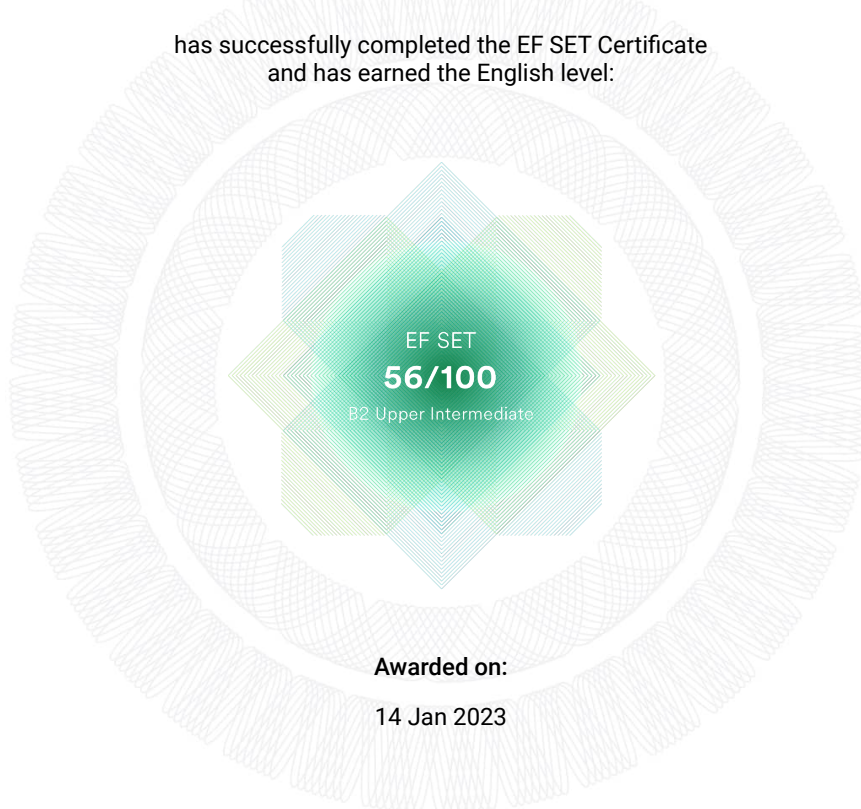 has successfully completed the EF SET Certificate
and has earned the English level:
EF SET
56/100
B2 Upper Intermediate
Awarded on:
14 Jan 2023